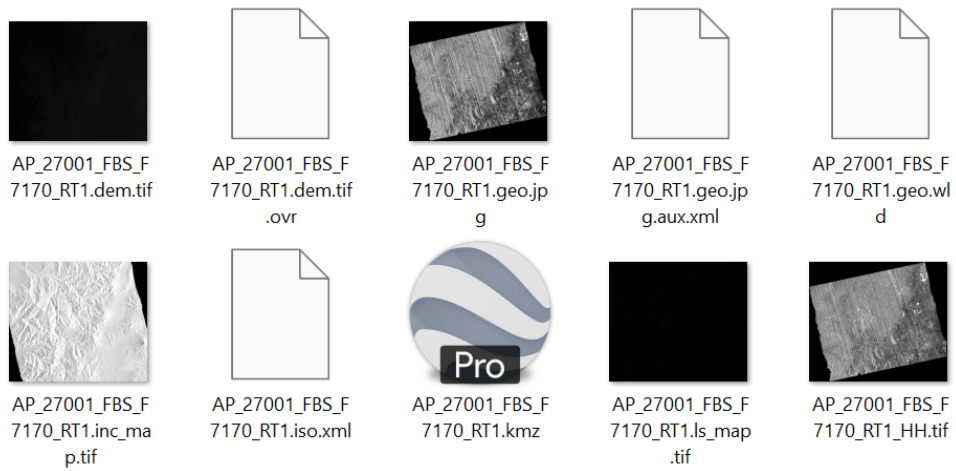 AP_27001_FBS_F
7170_RT1.dem.tif
AP_27001_FBS_F
7170_RT1.dem.tif
.ovr
AP_27001_FBS_F
7170_RT1.geo.jp
g
AP_27001_FBS_F
7170_RT1.geo.jp
g.aux.xml
AP_27001_FBS_F
7170_RT1.geo.wl
d
AP_27001_FBS_F
7170_RT1.inc_ma
p.tif
AP_27001_FBS_F
7170_RT1.iso.xml
Pro
AP_27001_FBS_F
7170_RT1.kmz
AP_27001_FBS_F
7170_RT1.ls_map
.tif
AP_27001_FBS_F
7170_RT1_HH.tif